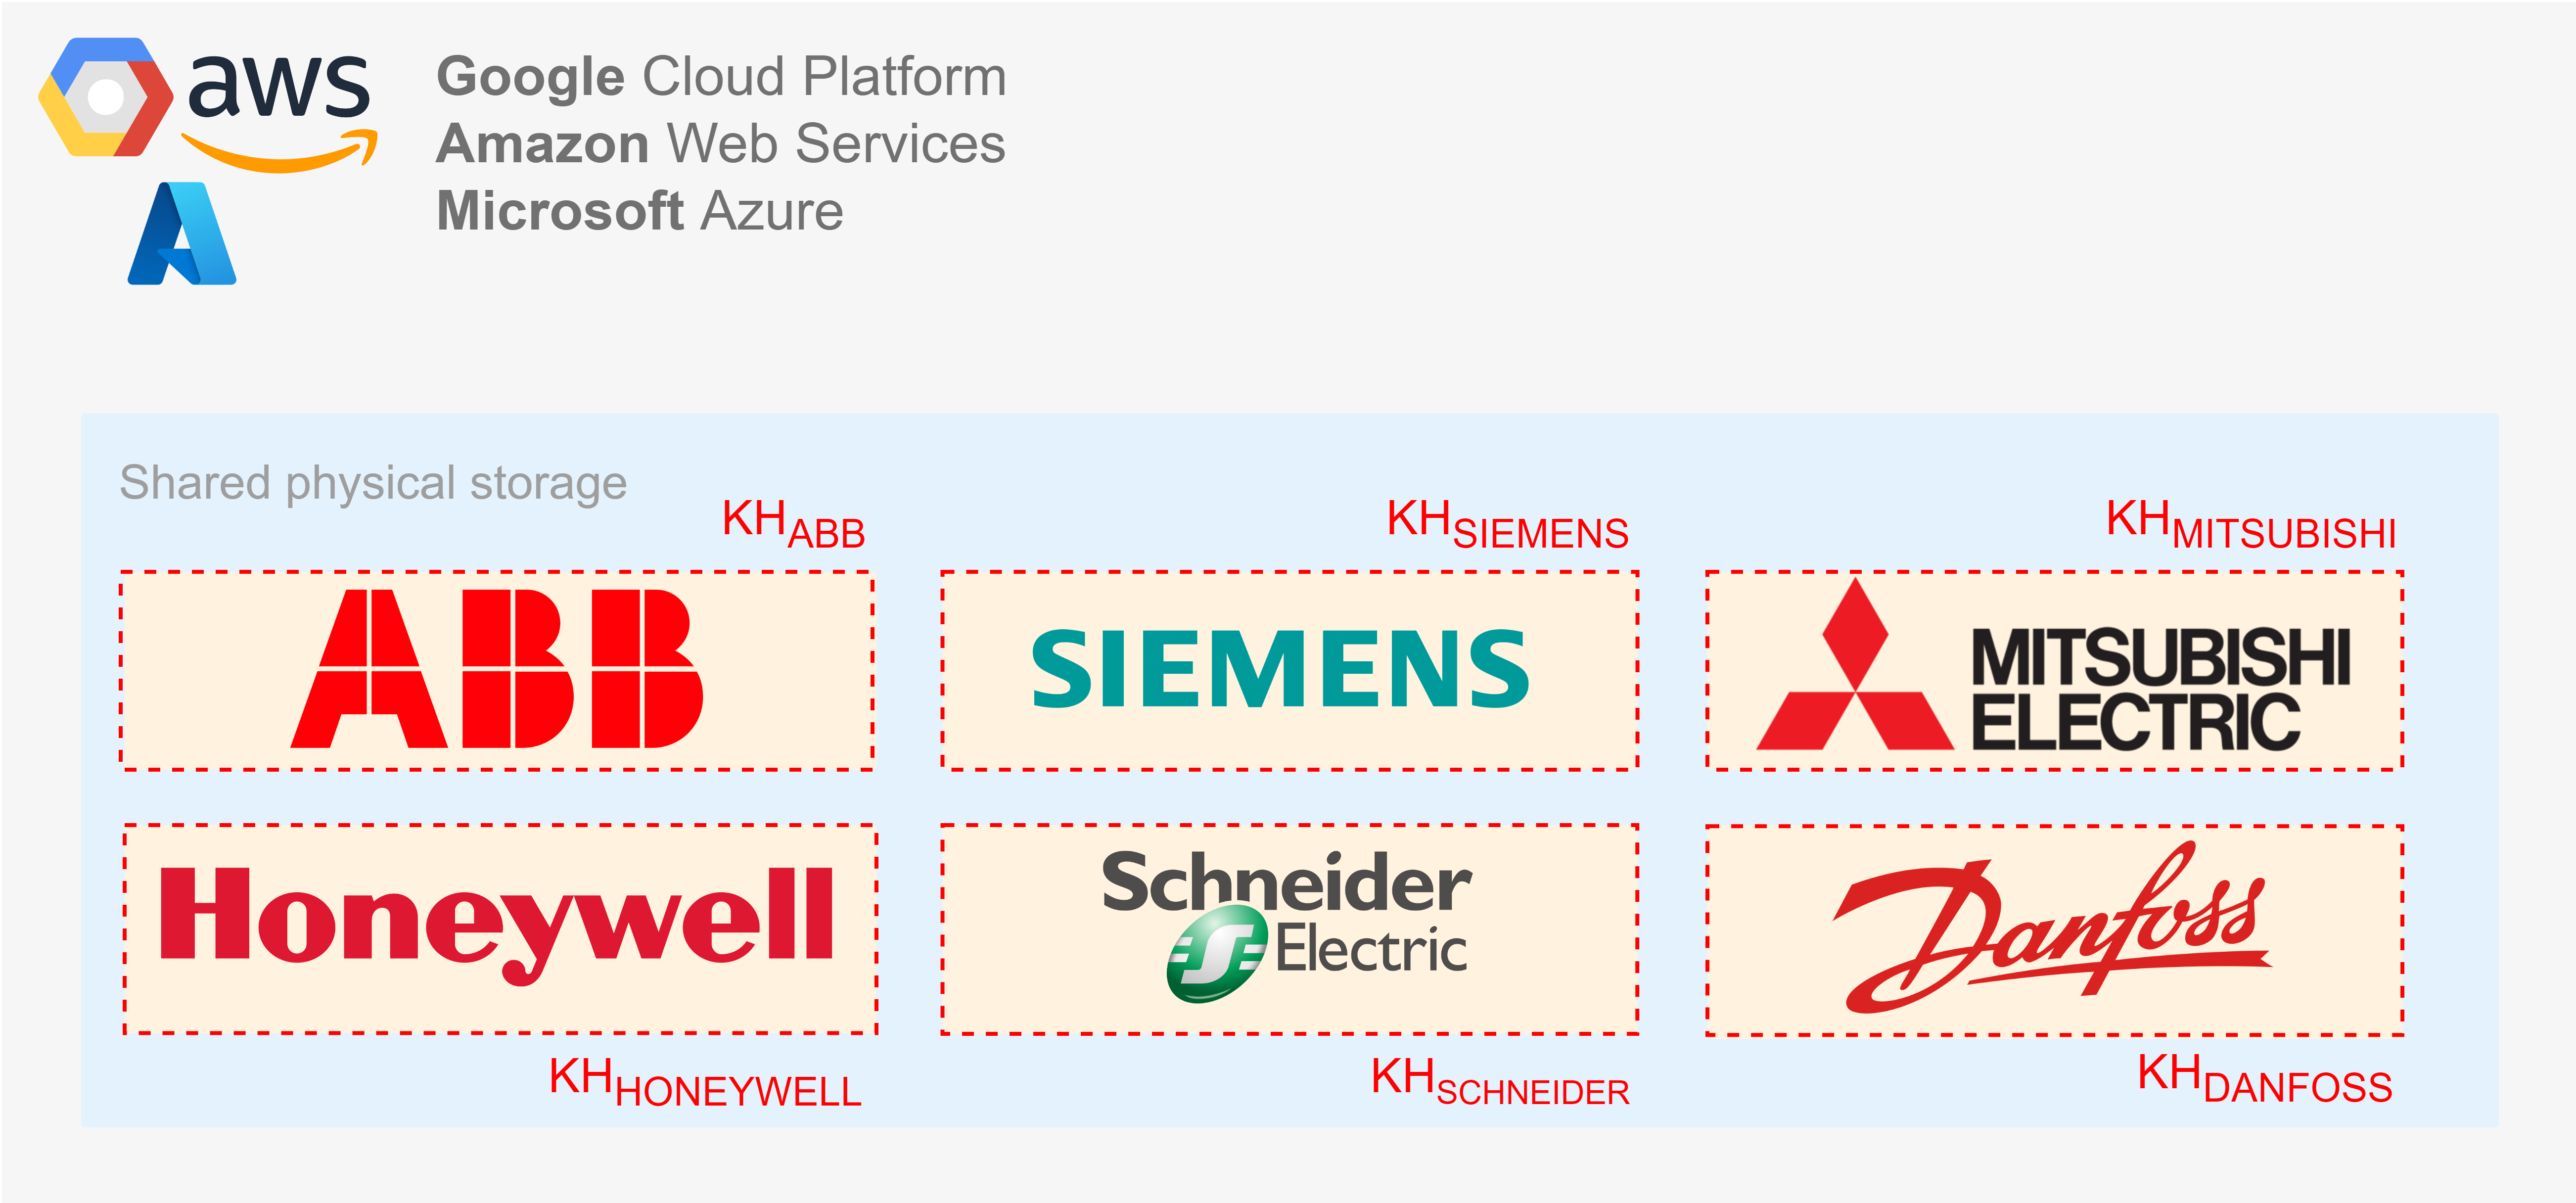 aws
Google Cloud Platform
Amazon Web Services
Microsoft Azure
Shared physical storage
KHABB
KHSIEMENS
KHMITSUBISHI
ABB
SIEMENS
MITSUBISHI
ELECTRIC
Honeywell
Schneider
Electric
Danfoss
KHHONEYWELL
KHSCHNEIDER
KHDANFOSS